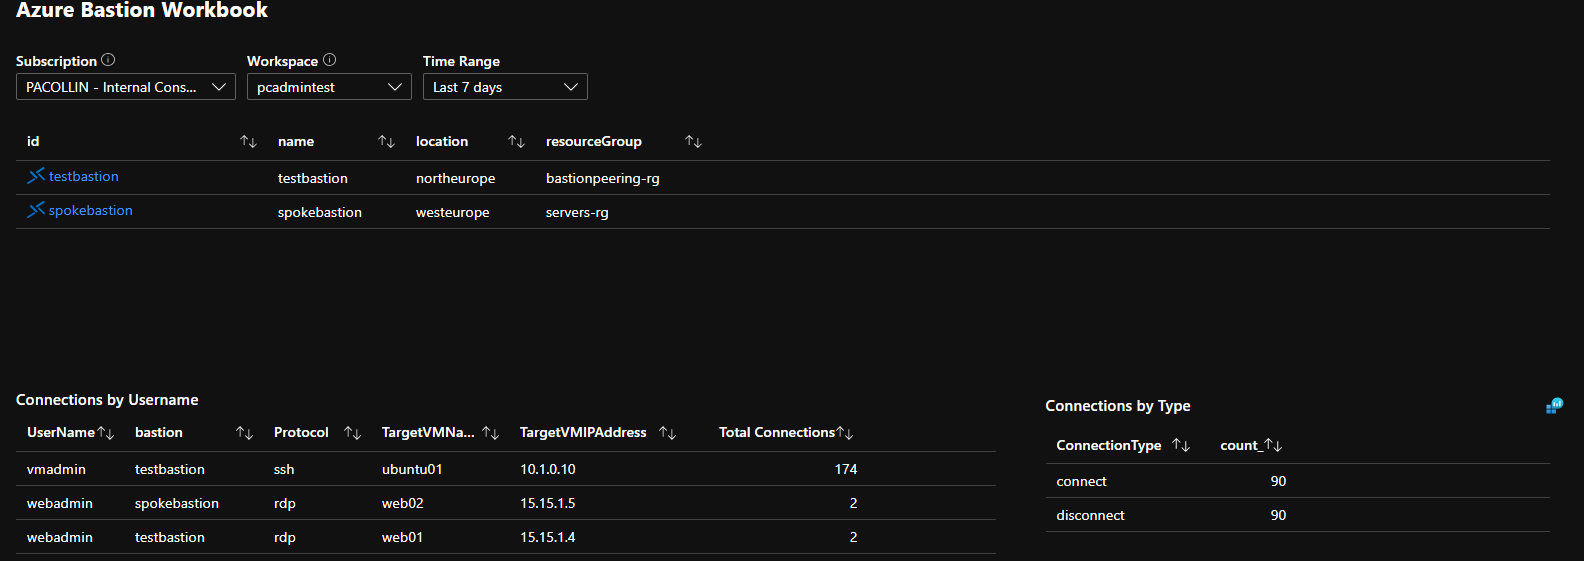 Azure Bastion Workbook
Subscription Workspace Time Range
PACOLLIN - Internal Cons... pcadmintest Last 7 days
id name location resourceGroup
testbastion testbastion northeurope bastionpeering-rg
spokebastion spokebastion westeurope servers-rg
Connections by Username
UserName bastion Protocol TargetVMNa... TargetVMIPAddress Total Connections
vmadmin testbastion ssh ubuntu01 10.1.0.10 174
webadmin spokebastion rdp web02 15.15.1.5 2
webadmin testbastion rdp web01 15.15.1.4 2
Connections by Type
ConnectionType count_
connect 90
disconnect 90